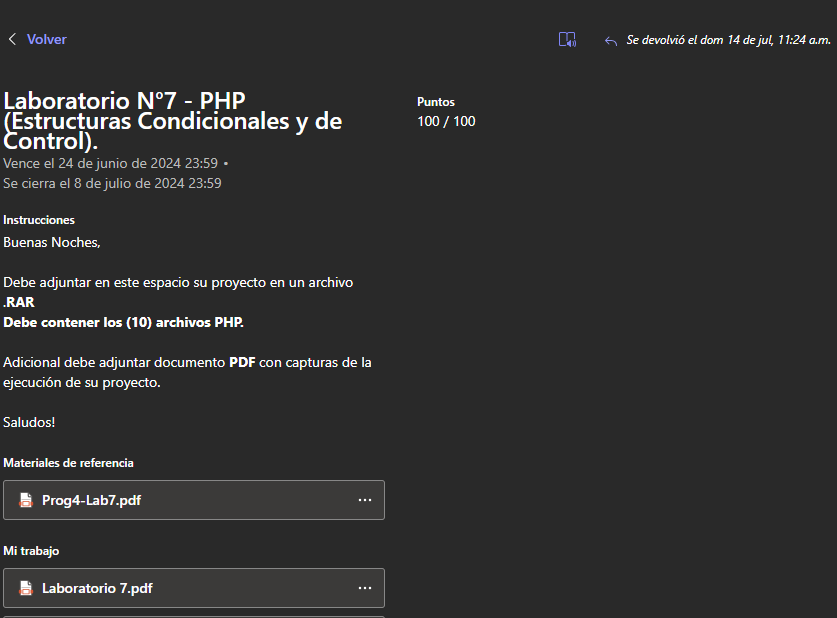 Volver
Se devolvió el dom 14 de jul, 11:24 a.m.
Laboratorio N°7 - PHP
(Estructuras Condicionales y de
Control).
Vence el 24 de junio de 2024 23:59 •
Se cierra el 8 de julio de 2024 23:59
Puntos
100 / 100
Instrucciones
Buenas Noches,
Debe adjuntar en este espacio su proyecto en un archivo
.RAR
Debe contener los (10) archivos PHP.
Adicional debe adjuntar documento PDF con capturas de la
ejecución de su proyecto.
Saludos!
Materiales de referencia
Prog4-Lab7.pdf
Mi trabajo
Laboratorio 7.pdf